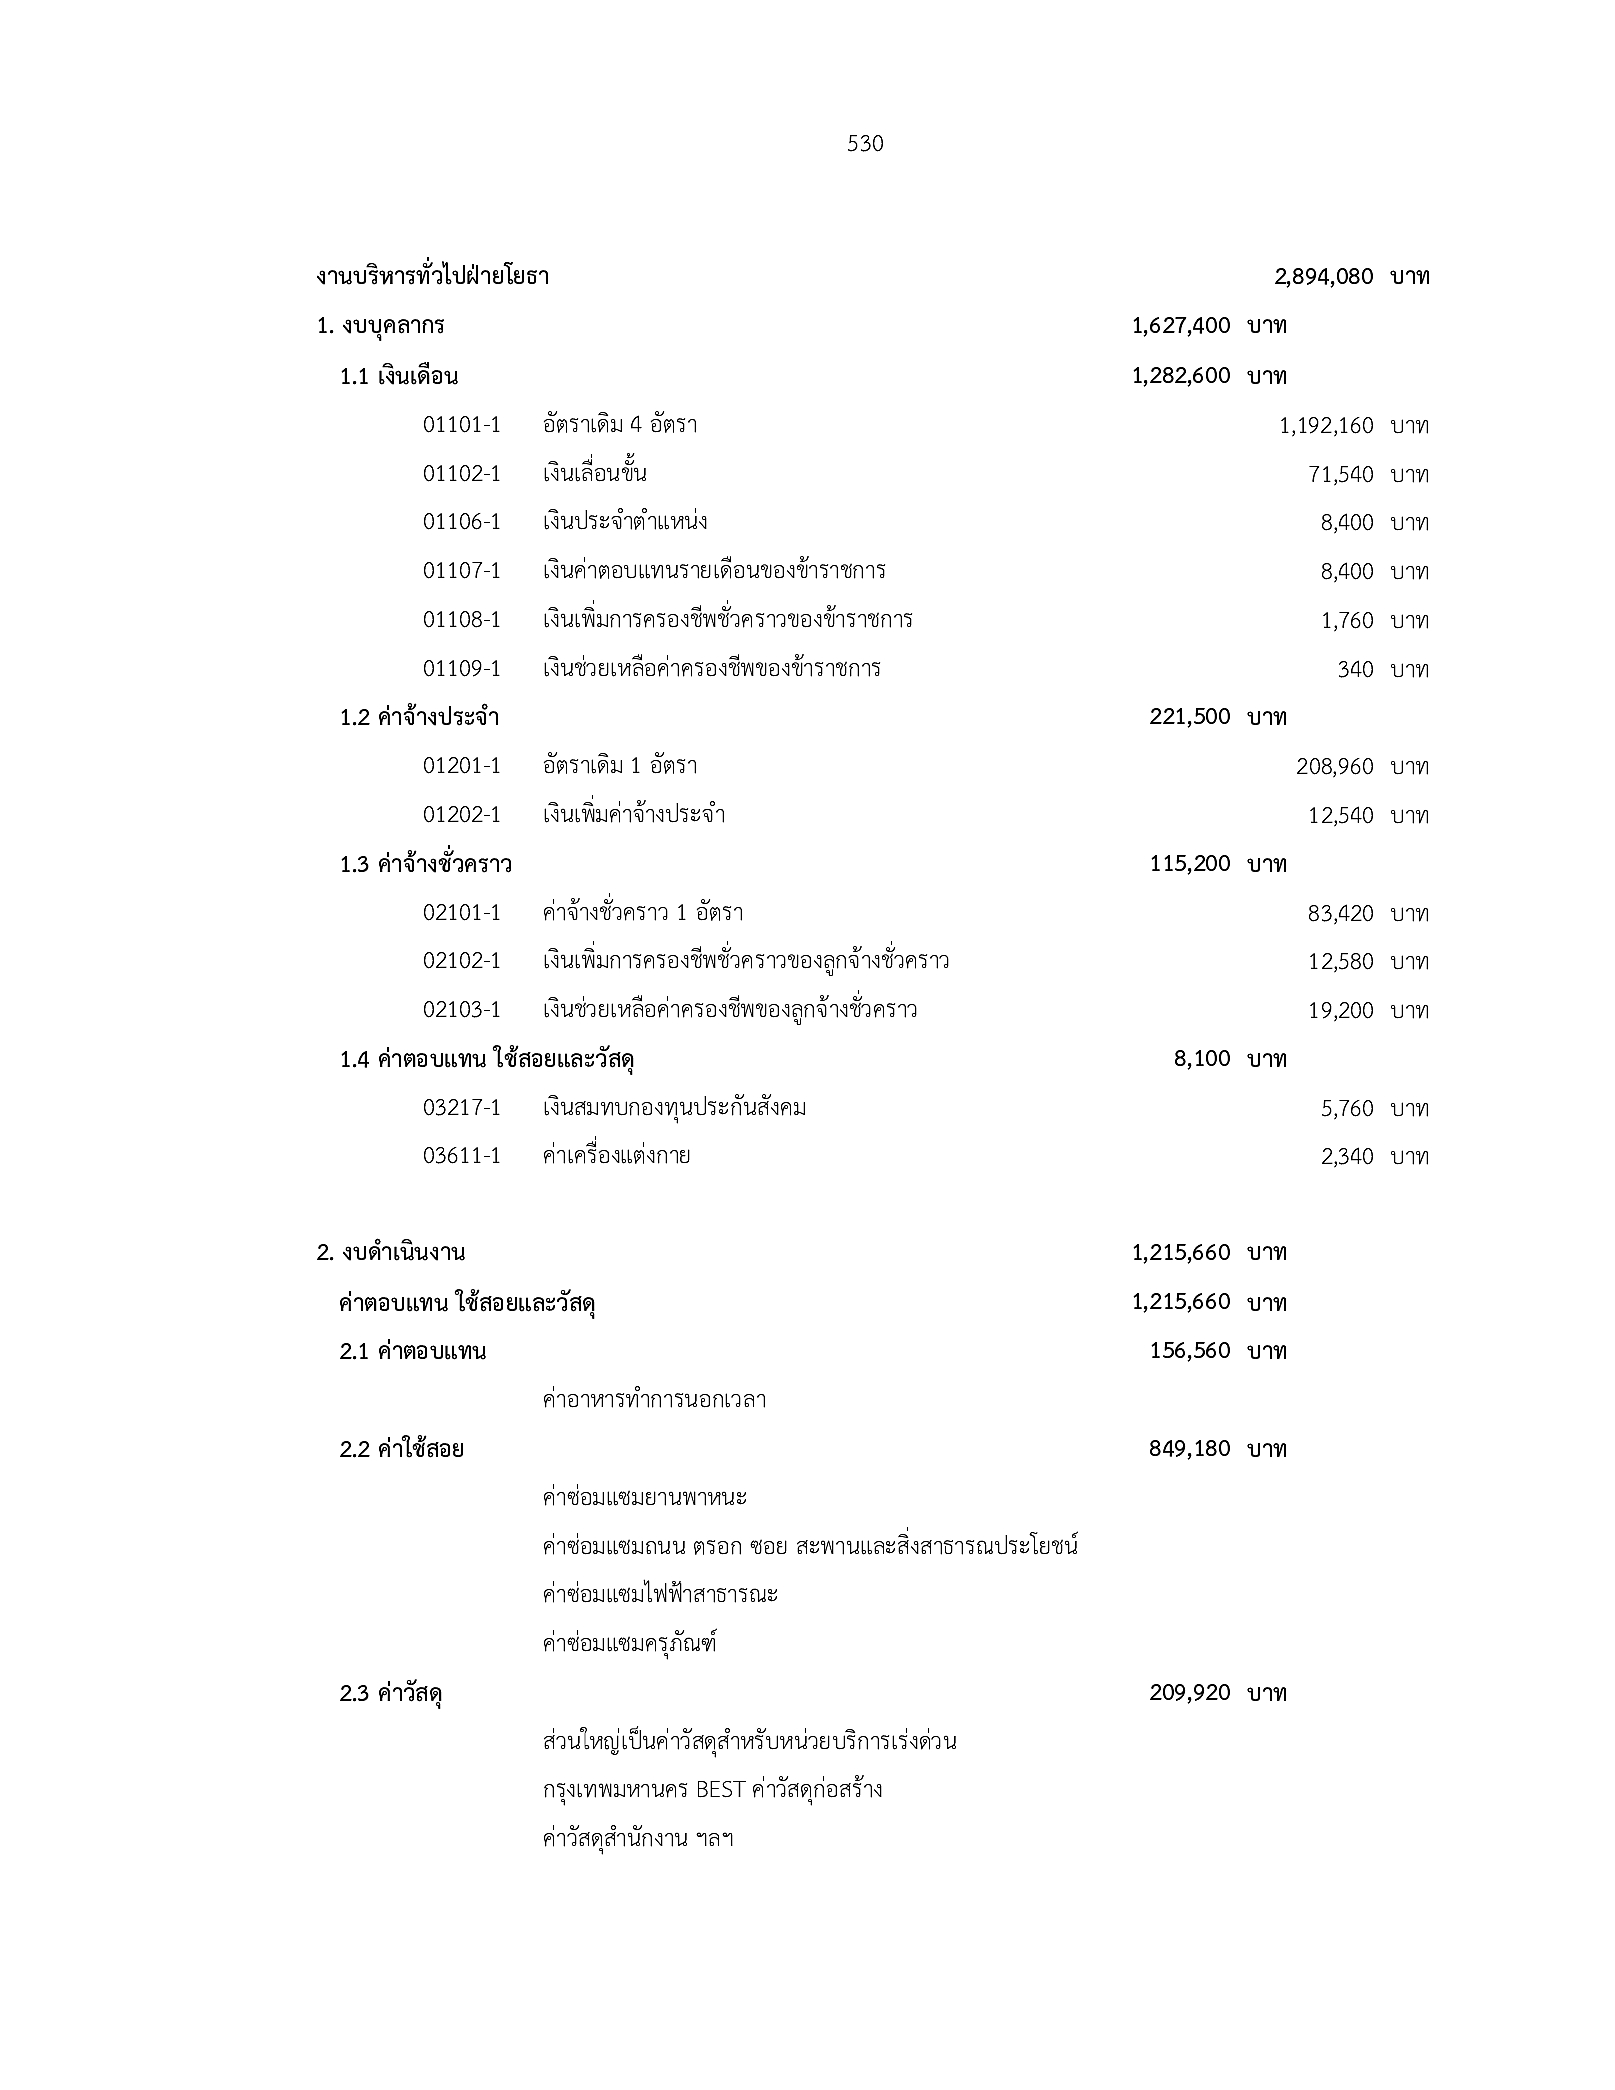 530
งานบริหารทั่วไปฝ่ายโยธา 2,894,080 บาท
1. งบบุคลากร 1,627,400 บาท
1.1 เงินเดือน 1,282,600 บาท
01101-1 อัตราเดิม 4 อัตรา 1,192,160 บาท
01102-1 เงินเลื่อนขั้น 71,540 บาท
01106-1 เงินประจำตำแหน่ง 8,400 บาท
01107-1 เงินค่าตอบแทนรายเดือนของข้าราชการ 8,400 บาท
01108-1 เงินเพิ่มการครองชีพชั่วคราวของข้าราชการ 1,760 บาท
01109-1 เงินช่วยเหลือค่าครองชีพของข้าราชการ 340 บาท
1.2 ค่าจ้างประจำ 221,500 บาท
01201-1 อัตราเดิม 1 อัตรา 208,960 บาท
01202-1 เงินเพิ่มค่าจ้างประจำ 12,540 บาท
1.3 ค่าจ้างชั่วคราว 115,200 บาท
02101-1 ค่าจ้างชั่วคราว 1 อัตรา 83,420 บาท
02102-1 เงินเพิ่มการครองชีพชั่วคราวของลูกจ้างชั่วคราว 12,580 บาท
02103-1 เงินช่วยเหลือค่าครองชีพของลูกจ้างชั่วคราว 19,200 บาท
1.4 ค่าตอบแทน ใช้สอยและวัสดุ 8,100 บาท
03217-1 เงินสมทบกองทุนประกันสังคม 5,760 บาท
03611-1 ค่าเครื่องแต่งกาย 2,340 บาท
2. งบดำเนินงาน 1,215,660 บาท
ค่าตอบแทน ใช้สอยและวัสดุ 1,215,660 บาท
2.1 ค่าตอบแทน 156,560 บาท
ค่าอาหารทำการนอกเวลา
2.2 ค่าใช้สอย 849,180 บาท
ค่าซ่อมแซมยานพาหนะ
ค่าซ่อมแซมถนน ตรอก ซอย สะพานและสิ่งสาธารณประโยชน์
ค่าซ่อมแซมไฟฟ้าสาธารณะ
ค่าซ่อมแซมครุภัณฑ์
2.3 ค่าวัสดุ 209,920 บาท
ส่วนใหญ่เป็นค่าวัสดุสำหรับหน่วยบริการเร่งด่วน
กรุงเทพมหานคร BEST ค่าวัสดุก่อสร้าง
ค่าวัสดุสำนักงาน ฯลฯ